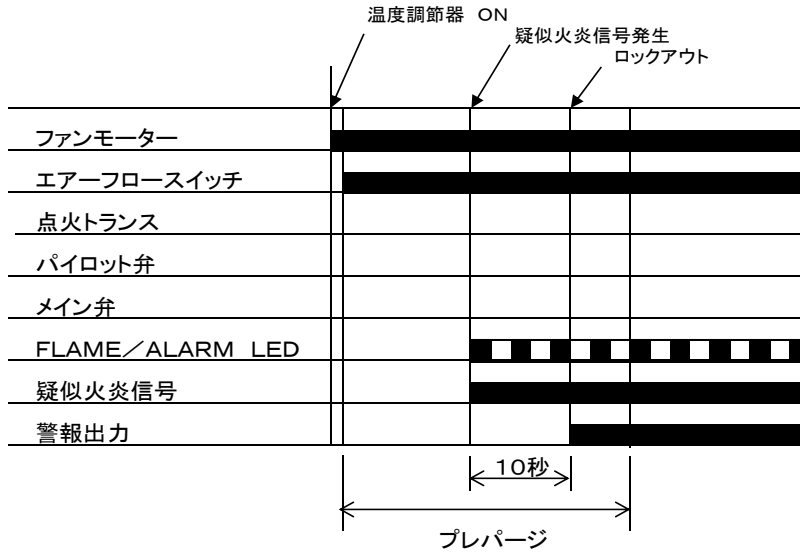 温度調節器 ON
疑似火炎信号発生
ロックアウト
ファンモーター
エアーフロースイッチ
点火トランス
パイロット弁
メイン弁
FLAME/ALARM LED
疑似火炎信号
警報出力
10秒
プレパージ